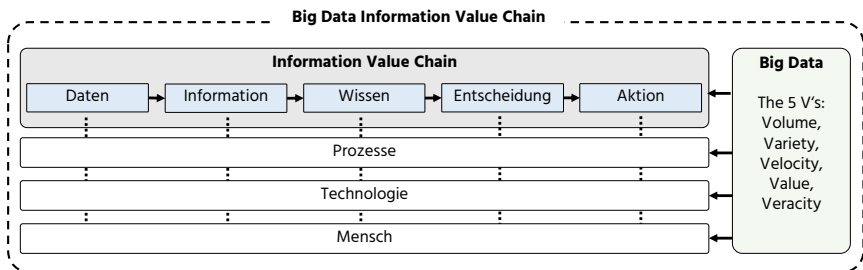 Big Data Information Value Chain
Information Value Chain
Daten
Information
Wissen
Entscheidung
Aktion
Prozesse
Technologie
Mensch
Big Data
The 5 V's:
Volume,
Variety,
Velocity,
Value,
Veracity